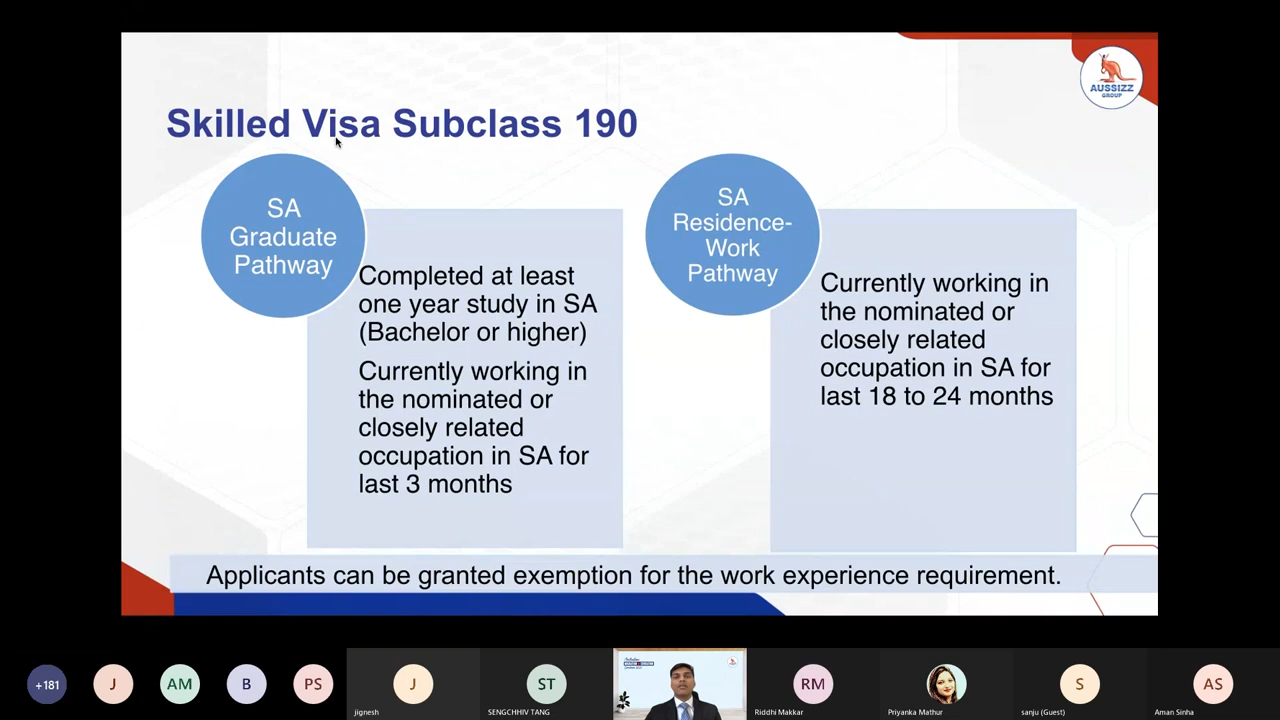 AUSSIZZ
GROUP
Skilled Visa Subclass 190
SA
Graduate
Pathway
Completed at least
one year study in SA
(Bachelor or higher)
Currently working in
the nominated or
closely related
occupation in SA for
last 3 months
SA
Residence-
Work
Pathway
Currently working in
the nominated or
closely related
occupation in SA for
last 18 to 24 months
Applicants can be granted exemption for the work experience requirement.
+181
J
AM
B
PS
J
jignesh
ST
SENGCHHIV TANG
RM
Riddhi Makkar
Priyanka Mathur
S
sanju (Guest)
AS
Aman Sinha